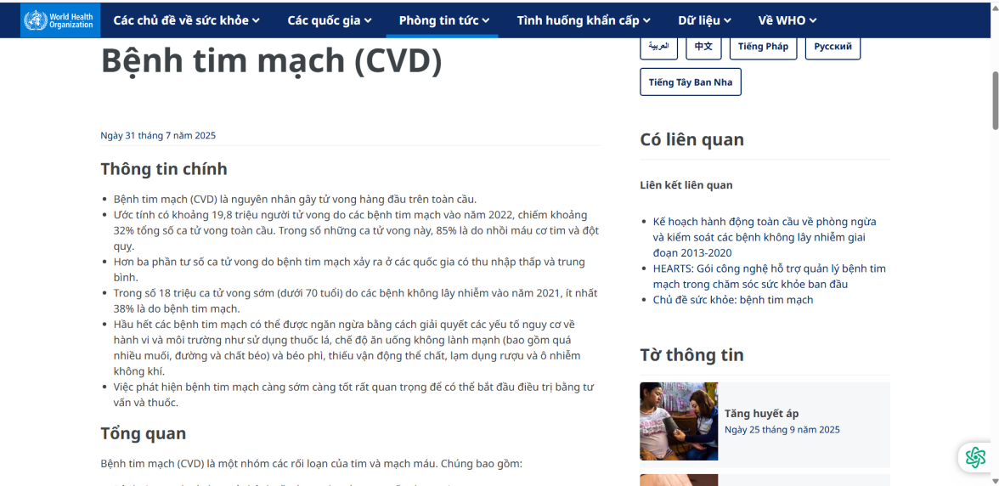 World Health
Organization
Các chủ đề về sức khỏe
Các quốc gia
Phòng tin tức
Tình huống khẩn cấp
Dữ liệu
Về WHO
Bệnh tim mạch (CVD)
العربية
中文
Tiếng Pháp
Русский
Tiếng Tây Ban Nha
Ngày 31 tháng 7 năm 2025
Thông tin chính
Bệnh tim mạch (CVD) là nguyên nhân gây tử vong hàng đầu trên toàn cầu.
Ước tính có khoảng 19,8 triệu người tử vong do các bệnh tim mạch vào năm 2022, chiếm khoảng
32% tổng số ca tử vong toàn cầu. Trong số những ca tử vong này, 85% là do nhồi máu cơ tim và đột
quỵ.
Hơn ba phần tư số ca tử vong do bệnh tim mạch xảy ra ở các quốc gia có thu nhập thấp và trung
bình.
Trong số 18 triệu ca tử vong sớm (dưới 70 tuổi) do các bệnh không lây nhiễm vào năm 2021, ít nhất
38% là do bệnh tim mạch.
Hầu hết các bệnh tim mạch có thể được ngăn ngừa bằng cách giải quyết các yếu tố nguy cơ về
hành vi và môi trường như sử dụng thuốc lá, chế độ ăn uống không lành mạnh (bao gồm quá
nhiều muối, đường và chất béo) và béo phì, thiếu vận động thể chất, lạm dụng rượu và ô nhiễm
không khí.
Việc phát hiện bệnh tim mạch càng sớm càng tốt rất quan trọng để có thể bắt đầu điều trị bằng tư
vấn và thuốc.
Tổng quan
Bệnh tim mạch (CVD) là một nhóm các rối loạn của tim và mạch máu. Chúng bao gồm:
Có liên quan
Liên kết liên quan
Kế hoạch hành động toàn cầu về phòng ngừa
và kiểm soát các bệnh không lây nhiễm giai
đoạn 2013-2020
HEARTS: Gói công nghệ hỗ trợ quản lý bệnh tim
mạch trong chăm sóc sức khỏe ban đầu
Chủ đề sức khỏe: bệnh tim mạch
Tờ thông tin
Tăng huyết áp
Ngày 25 tháng 9 năm 2025